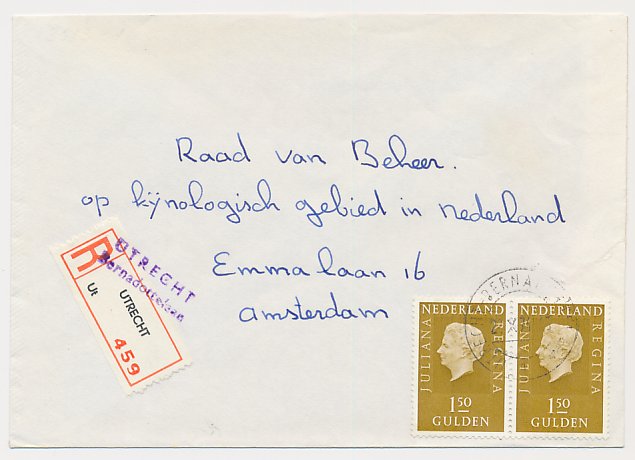 Raad van Beheer.
op kijnologisch gebied in nederland
Emmalaan 16
amsterdam
R
UTRECHT
Bernadottelaan
UTRECHT
Ut
459
NEDERLAND
JULIANA
REGINA
1.50
GULDEN
NEDERLAND
JULIANA
REGINA
1.50
GULDEN